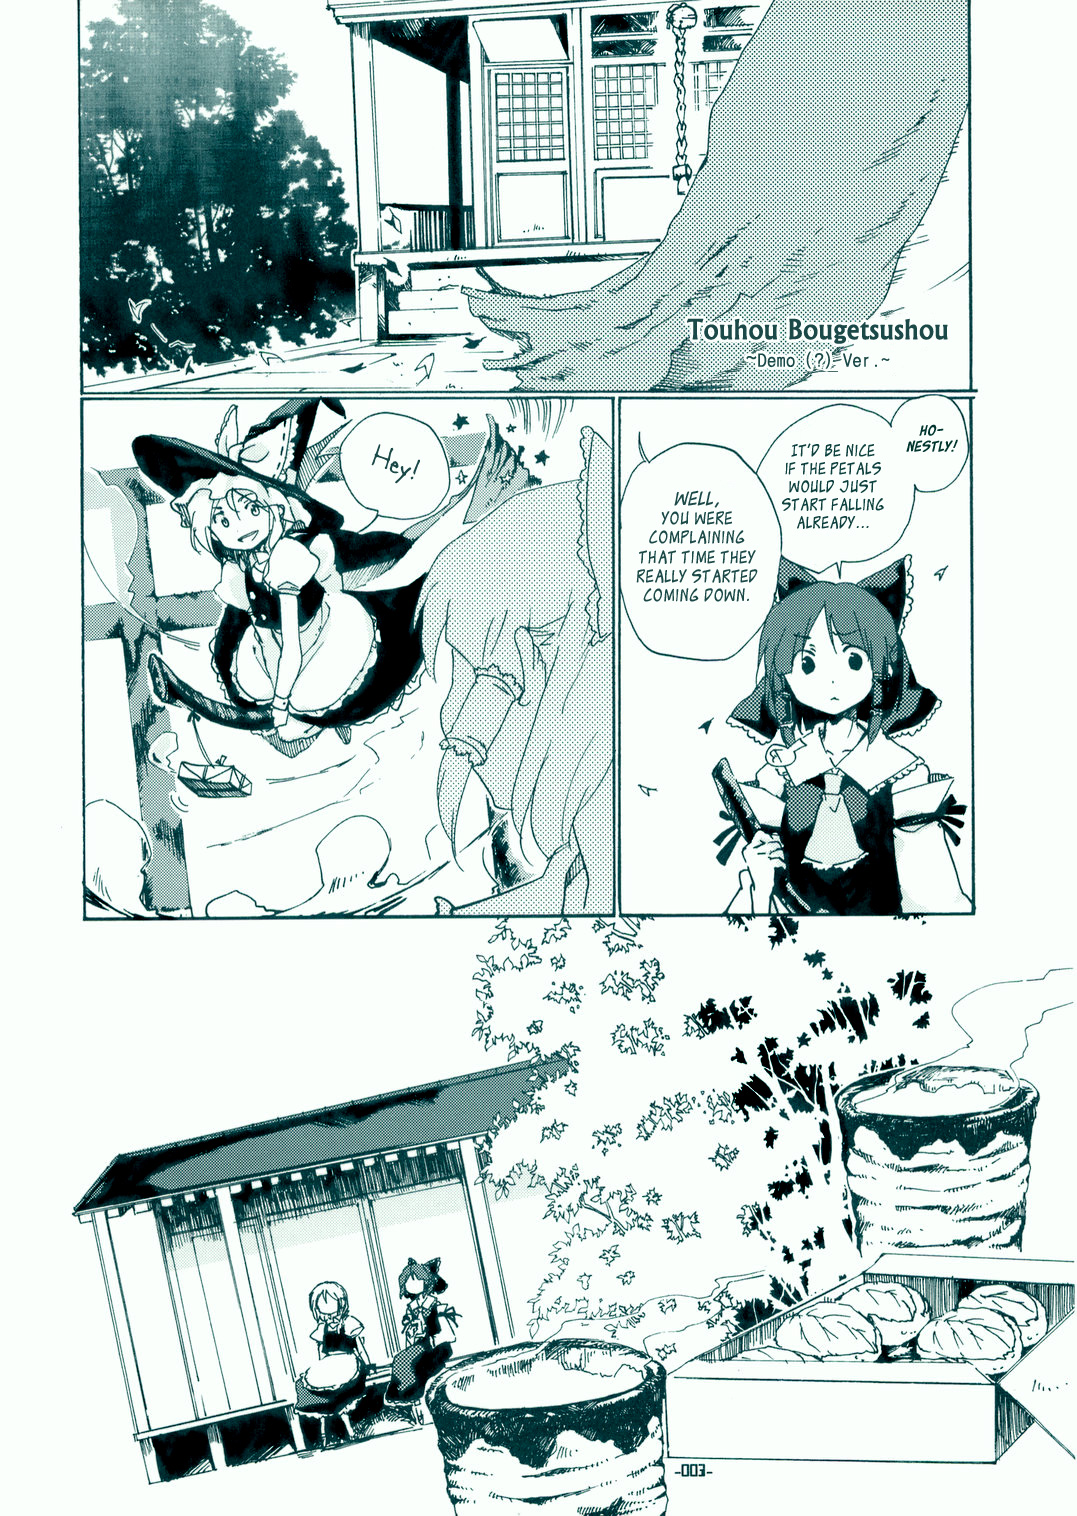 Touhou Bougetsushou
~Demo (?) Ver.~
HO-
NESTLY!
IT'D BE NICE
IF THE PETALS
WOULD JUST
START FALLING
ALREADY...
WELL,
YOU WERE
COMPLAINING
THAT TIME THEY
REALLY STARTED
COMING DOWN.
Hey!
-003-